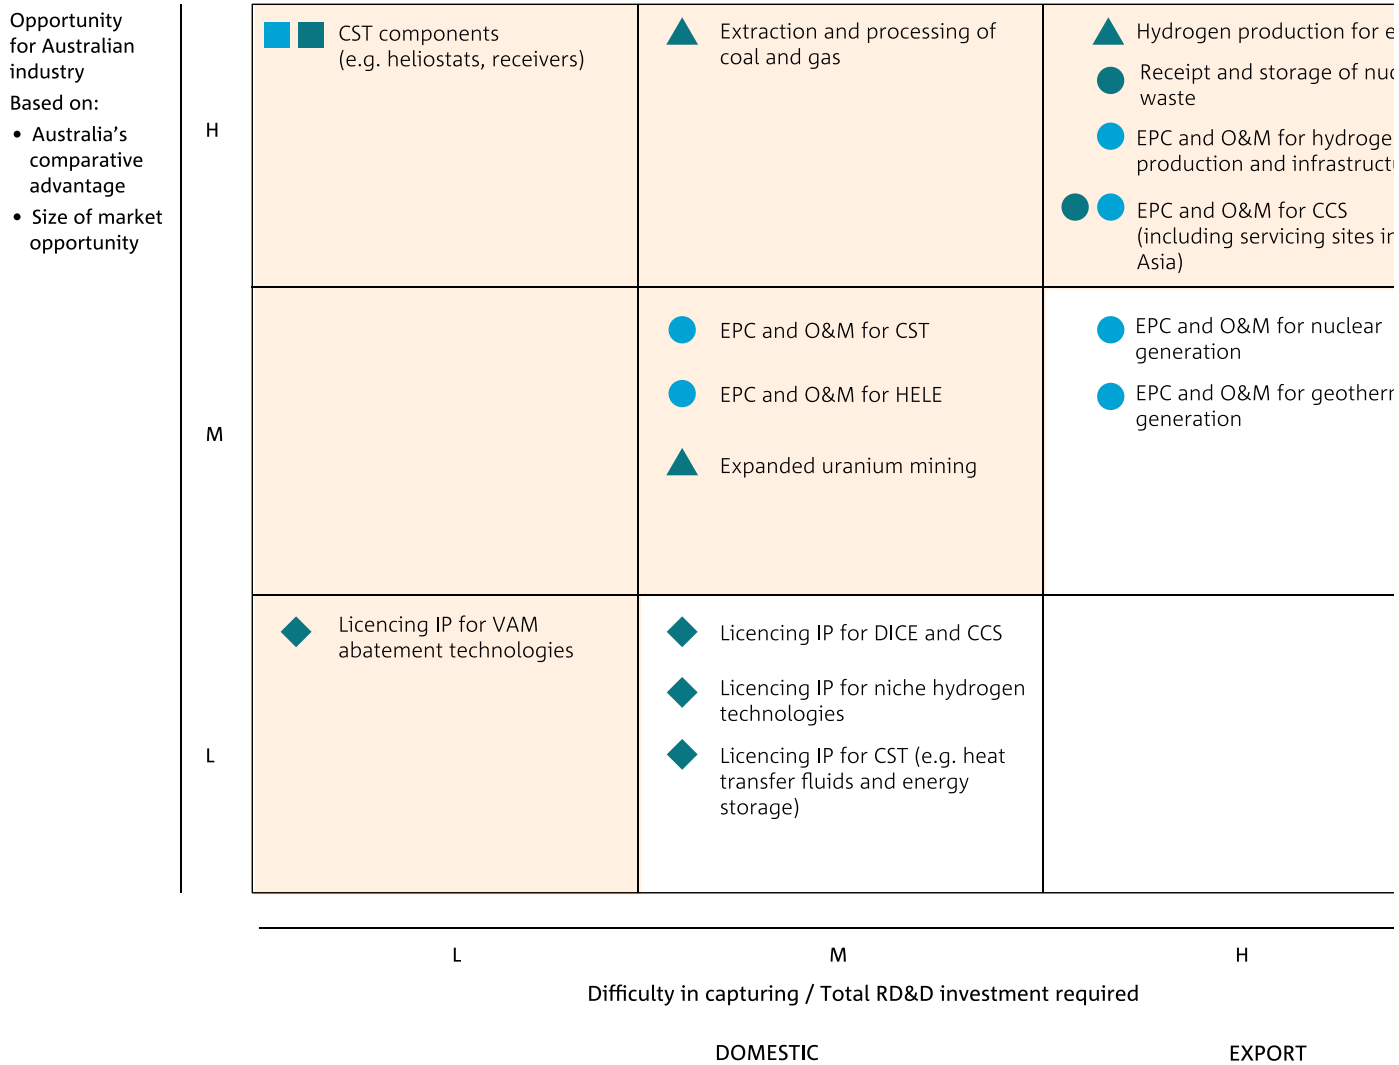 Opportunity
for Australian
industry
Based on:
• Australia's
comparative
advantage
• Size of market
opportunity
H
M
L
CST components
(e.g. heliostats, receivers)
Extraction and processing of
coal and gas
Hydrogen production for
Receipt and storage of
waste
EPC and O&M for
production and
EPC and O&M for CCS
(including servicing sites in
Asia)
EPC and O&M for CST
EPC and O&M for HELE
Expanded uranium mining
EPC and O&M for nuclear
generation
EPC and O&M for
generation
Licencing IP for VAM
abatement technologies
Licencing IP for DICE and CCS
Licencing IP for niche hydrogen
technologies
Licencing IP for CST (e.g. heat
transfer fluids and energy
storage)
L
M
H
Difficulty in capturing / Total RD&D investment required
DOMESTIC
EXPORT